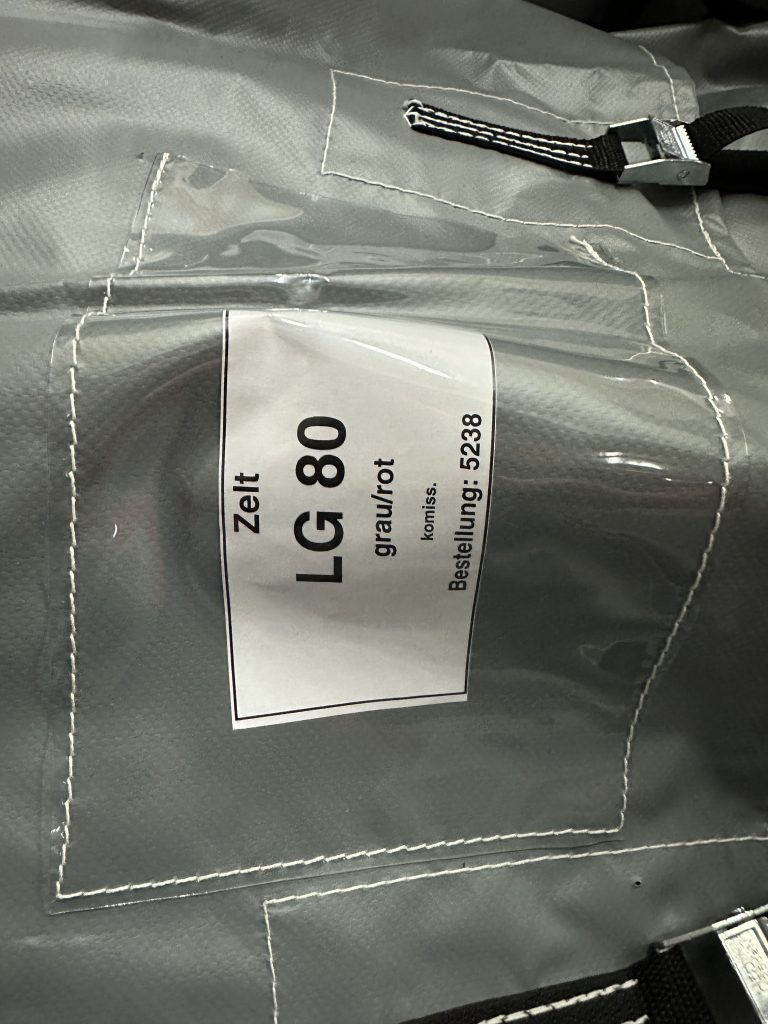 Zelt
LG 80
grau/rot
komiss.
Bestellung: 5238